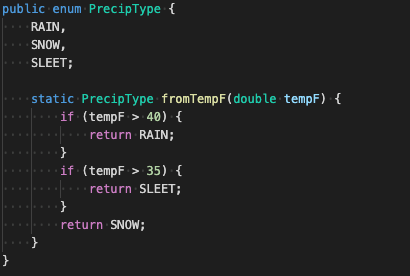 public enum PrecipType {
    RAIN,
    SNOW,
    SLEET;

    static PrecipType fromTempF(double tempF) {
        if (tempF > 40) {
            return RAIN;
        }
        if (tempF > 35) {
            return SLEET;
        }
        return SNOW;
    }
}